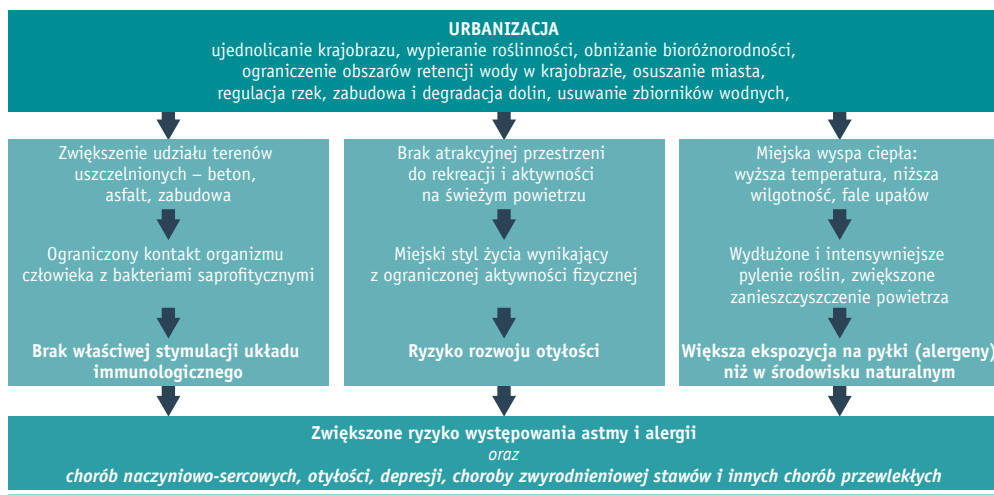 URBANIZACJA
ujednolicanie krajobrazu, wypieranie roślinności, obniżanie bioróżnorodności,
ograniczenie obszarów retencji wody w krajobrazie, osuszanie miasta,
regulacja rzek, zabudowa i degradacja dolin, usuwanie zbiorników wodnych,
Zwiększenie udziału terenów
uszczelnionych – beton,
asfalt, zabudowa
Ograniczony kontakt organizmu
człowieka z bakteriami saprofitycznymi
Brak właściwej stymulacji układu
immunologicznego
Brak atrakcyjnej przestrzeni
do rekreacji i aktywności
na świeżym powietrzu
Miejski styl życia wynikający
z ograniczonej aktywności fizycznej
Ryzyko rozwoju otyłości
Miejska wyspa ciepła:
wyższa temperatura, niższa
wilgotność, fale upałów
Wydłużone i intensywniejsze
pylenie roślin, zwiększone
zanieszczyszczenie powietrza
Większa ekspozycja na pyłki (alergeny)
niż w środowisku naturalnym
Zwiększone ryzyko występowania astmy i alergii
oraz
chorób naczyniowo-sercowych, otyłości, depresji, choroby zwyrodnieniowej stawów i innych chorób przewlekłych